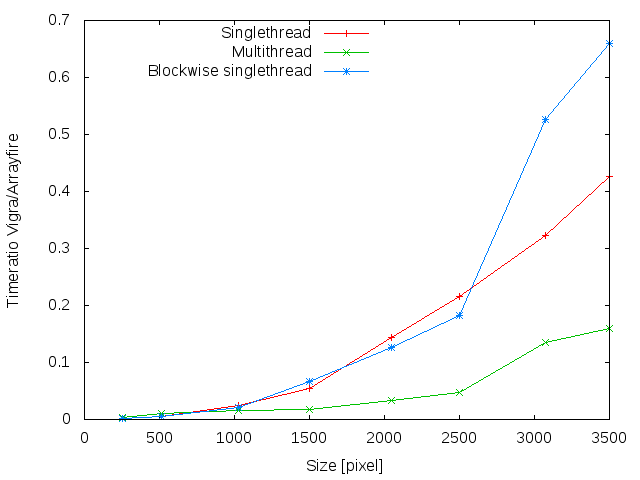 Singlethread
Multithread
Blockwise singlethread
Timeratio Vigra/Arrayfire
0.7
0.6
0.5
0.4
0.3
0.2
0.1
0
0 500 1000 1500 2000 2500 3000 3500
Size [pixel]